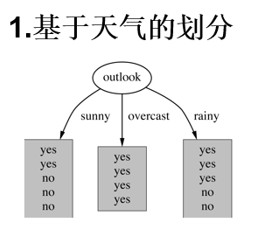 1.基于天气的划分
outlook
sunny overcast rainy
yes
yes
no
no
no
yes
yes
yes
yes
yes
yes
yes
no
no